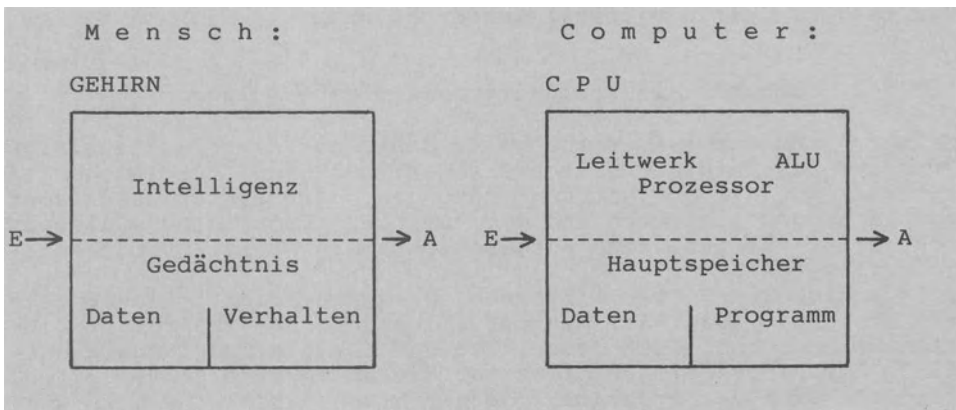 Mensch:
GEHIRN
Intelligenz
E A
Gedächtnis
Daten Verhalten
Computer:
CPU
Leitwerk ALU
Prozessor
E A
Hauptspeicher
Daten Programm